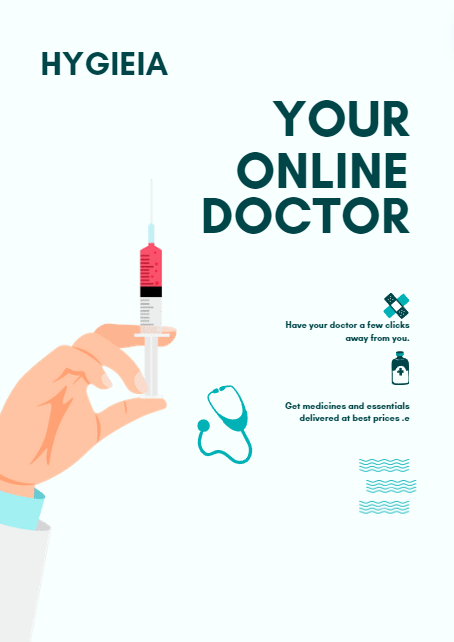 HYGIEIA
YOUR
ONLINE
DOCTOR
Have your doctor a few clicks
away from you.
Get medicines and essentials
delivered at best prices .e